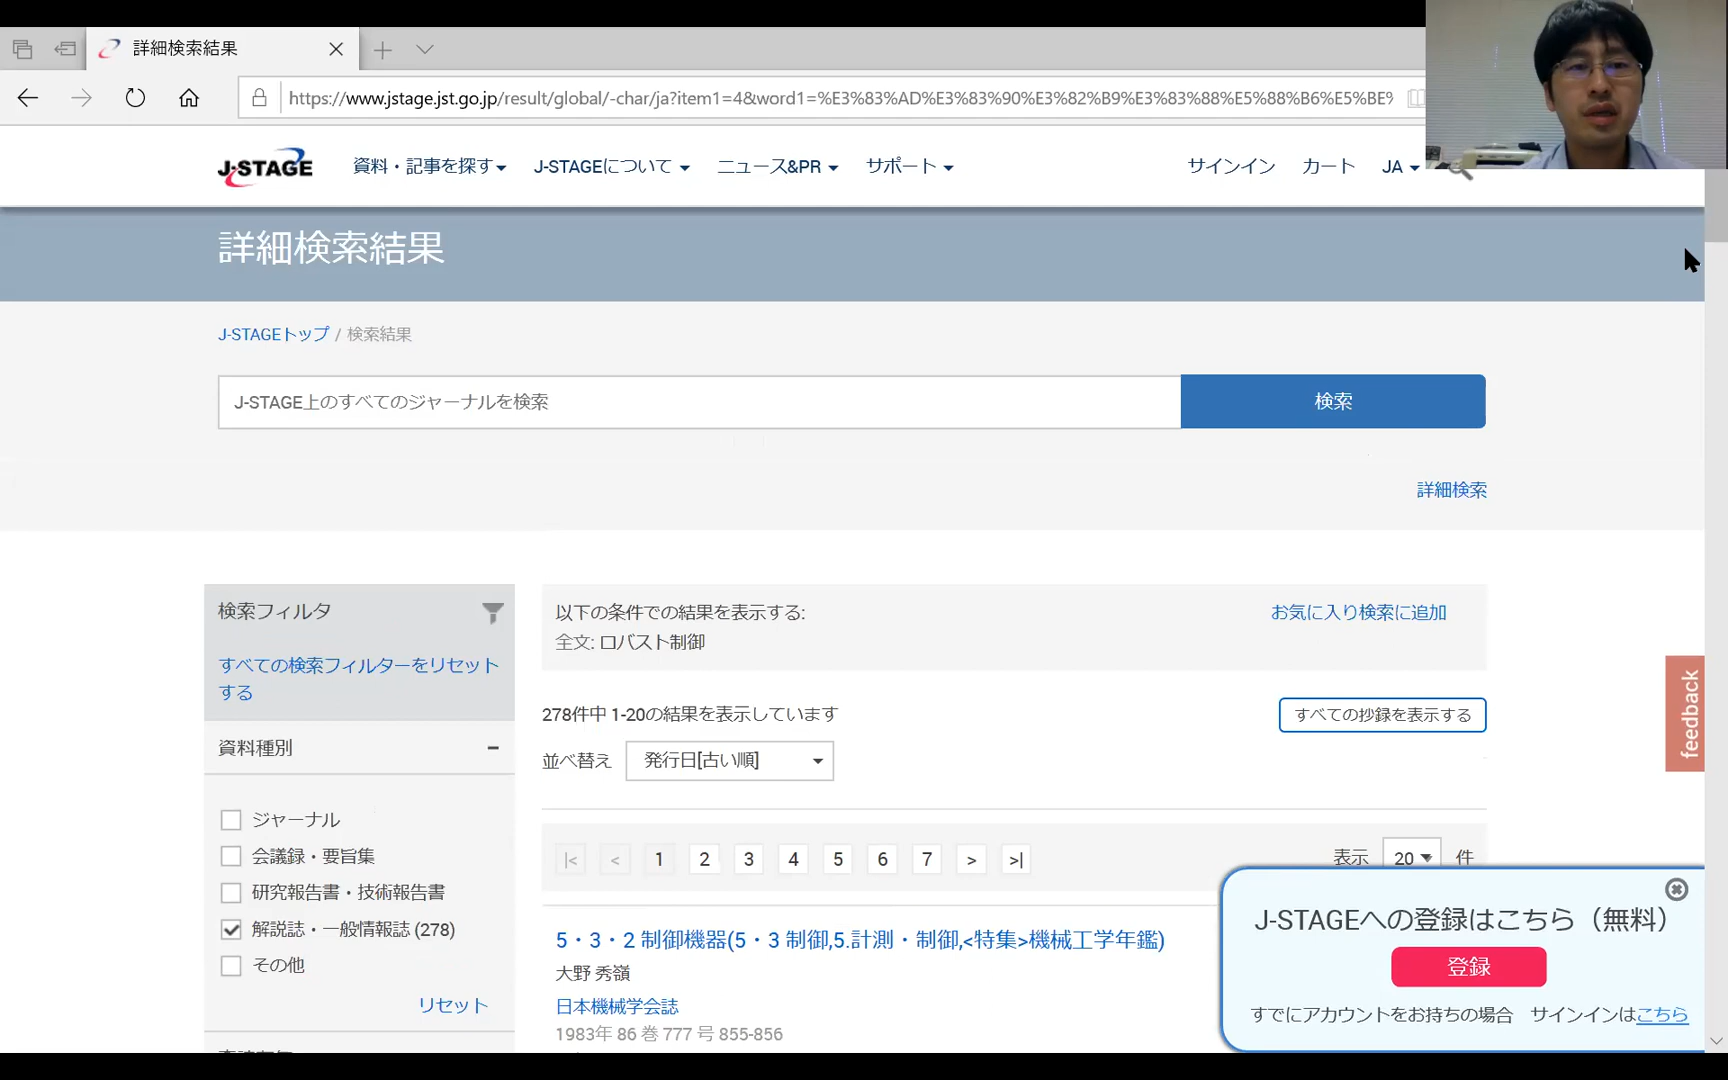 詳細検索結果
https://www.jstage.jst.go.jp/result/global/-char/ja?item1=4&word1=%E3%83%AD%E3%83%90%E3%82%B9%E3%83%88%E5%88%B6%E5%BE%
J-STAGE 資料・記事を探す J-STAGEについて ニュース&PR サポート サインイン カート JA
詳細検索結果
J-STAGEトップ / 検索結果
J-STAGE上のすべてのジャーナルを検索 検索
詳細検索
検索フィルタ
すべての検索フィルターをリセット
する
資料種別
ジャーナル
会議録・要旨集
研究報告書・技術報告書
解説誌・一般情報誌 (278)
その他
リセット
以下の条件での結果を表示する: お気に入り検索に追加
全文: ロバスト制御
278件中 1-20の結果を表示しています すべての抄録を表示する
並べ替え 発行日[古い順]
|< < 1 2 3 4 5 6 7 > >| 表示 20 件
5・3・2 制御機器(5・3 制御,5.計測・制御,<特集>機械工学年鑑)
大野 秀嶺
日本機械学会誌
1983年 86 巻 777 号 855-856
feedback
J-STAGEへの登録はこちら（無料）
登録
すでにアカウントをお持ちの場合 サインインはこちら